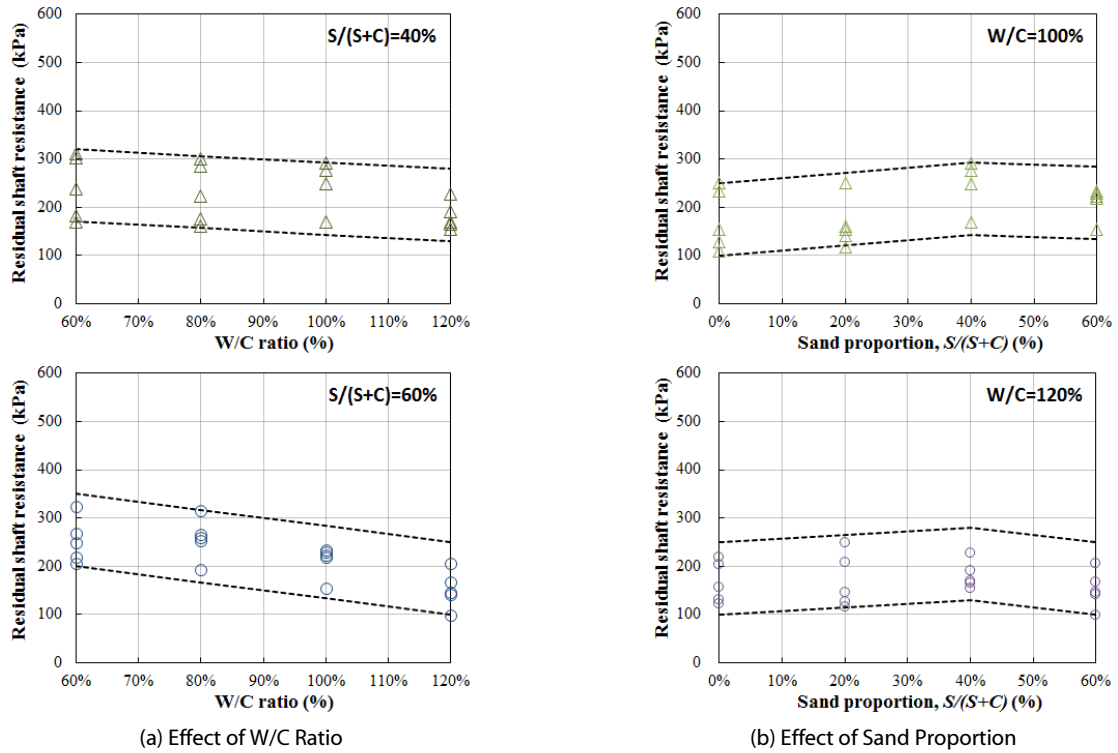 S/(S+C)=40%
Residual shaft resistance (kPa)
600
500
400
300
200
100
0
60% 70% 80% 90% 100% 110% 120%
W/C ratio (%)
W/C=100%
Residual shaft resistance (kPa)
600
500
400
300
200
100
0
0% 10% 20% 30% 40% 50% 60%
Sand proportion, S/(S+C) (%)
S/(S+C)=60%
Residual shaft resistance (kPa)
600
500
400
300
200
100
0
60% 70% 80% 90% 100% 110% 120%
W/C ratio (%)
W/C=120%
Residual shaft resistance (kPa)
600
500
400
300
200
100
0
0% 10% 20% 30% 40% 50% 60%
Sand proportion, S/(S+C) (%)
(a) Effect of W/C Ratio
(b) Effect of Sand Proportion